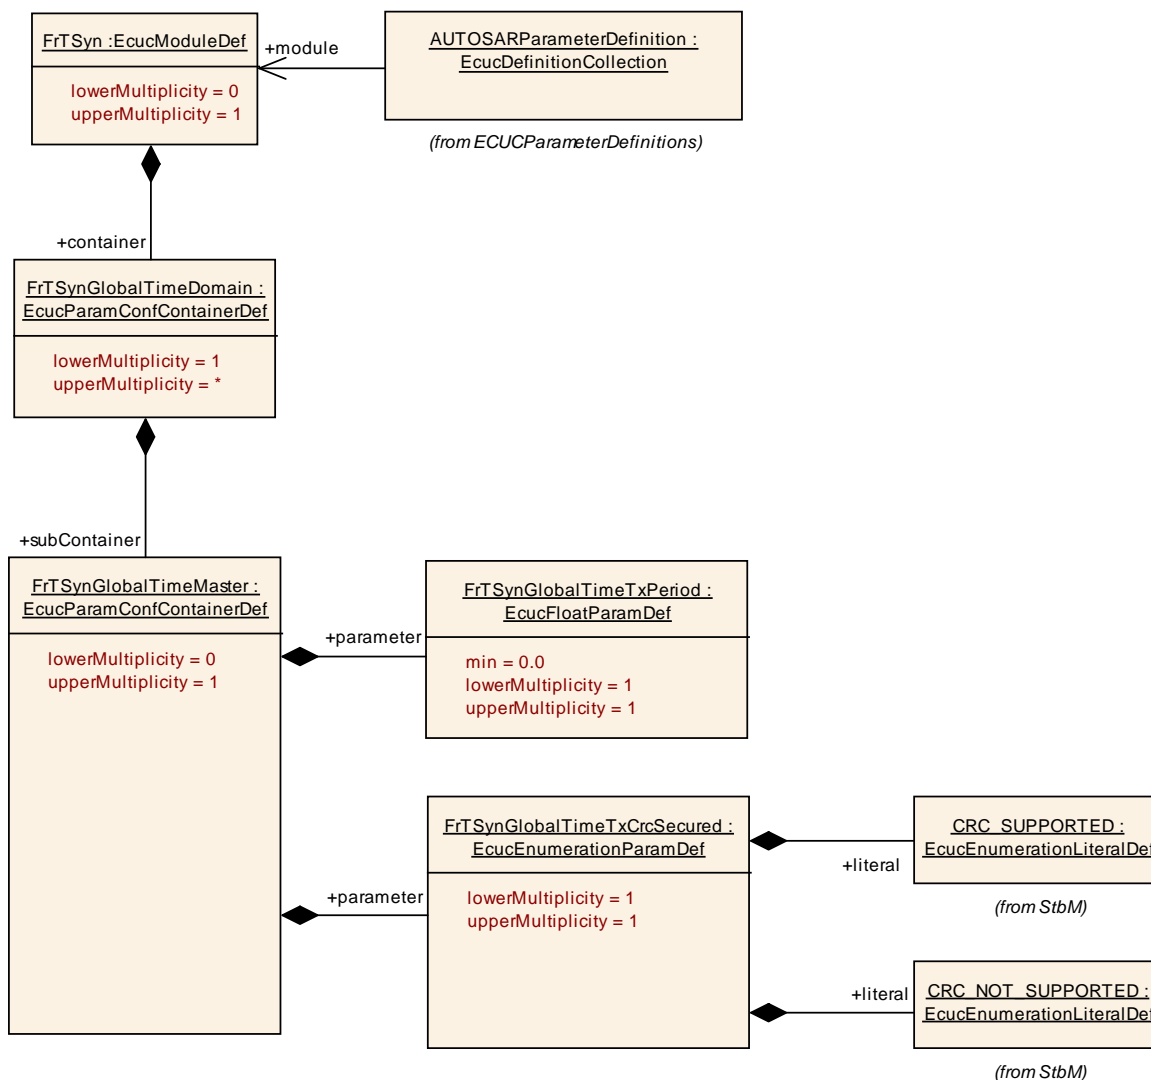 FrTSyn :EcucModuleDef
lowerMultiplicity = 0
upperMultiplicity = 1
+module
AUTOSARParameterDefinition :
EcucDefinitionCollection
(from ECUCParameterDefinitions)
+container
FrTSynGlobalTimeDomain :
EcucParamConfContainerDef
lowerMultiplicity = 1
upperMultiplicity = *
+subContainer
FrTSynGlobalTimeMaster :
EcucParamConfContainerDef
lowerMultiplicity = 0
upperMultiplicity = 1
+parameter
FrTSynGlobalTimeTxPeriod :
EcucFloatParamDef
min = 0.0
lowerMultiplicity = 1
upperMultiplicity = 1
+parameter
FrTSynGlobalTimeTxCrcSecured :
EcucEnumerationParamDef
lowerMultiplicity = 1
upperMultiplicity = 1
+literal
CRC_SUPPORTED :
EcucEnumerationLiteralDef
(from StbM)
+literal
CRC_NOT_SUPPORTED :
EcucEnumerationLiteralDef
(from StbM)